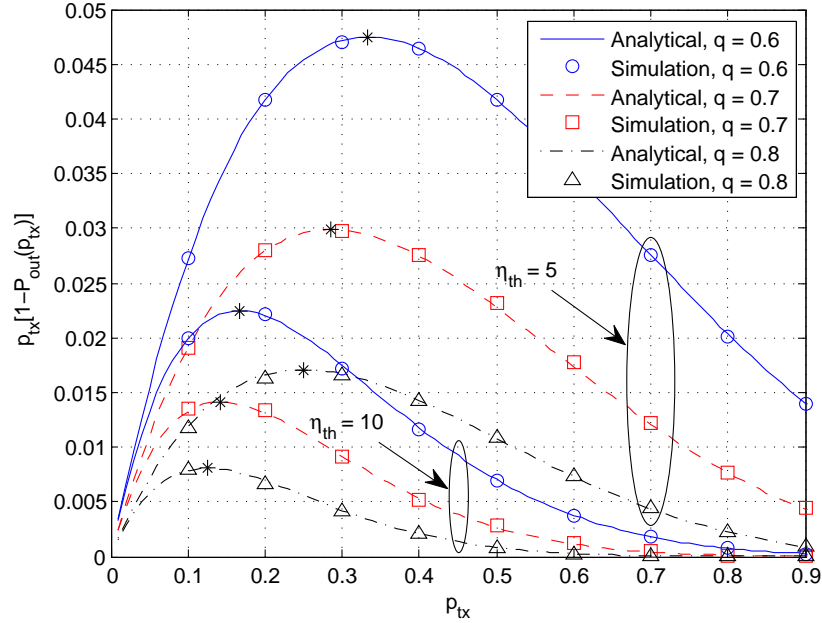 0.05
0.045
0.04
0.035
0.03
0.025
0.02
0.015
0.01
0.005
0
0
0.1
0.2
0.3
0.4
0.5
0.6
0.7
0.8
0.9
p_tx[1−P_out(p_tx)]
p_tx
Analytical, q = 0.6
Simulation, q = 0.6
Analytical, q = 0.7
Simulation, q = 0.7
Analytical, q = 0.8
Simulation, q = 0.8
η_th = 5
η_th = 10